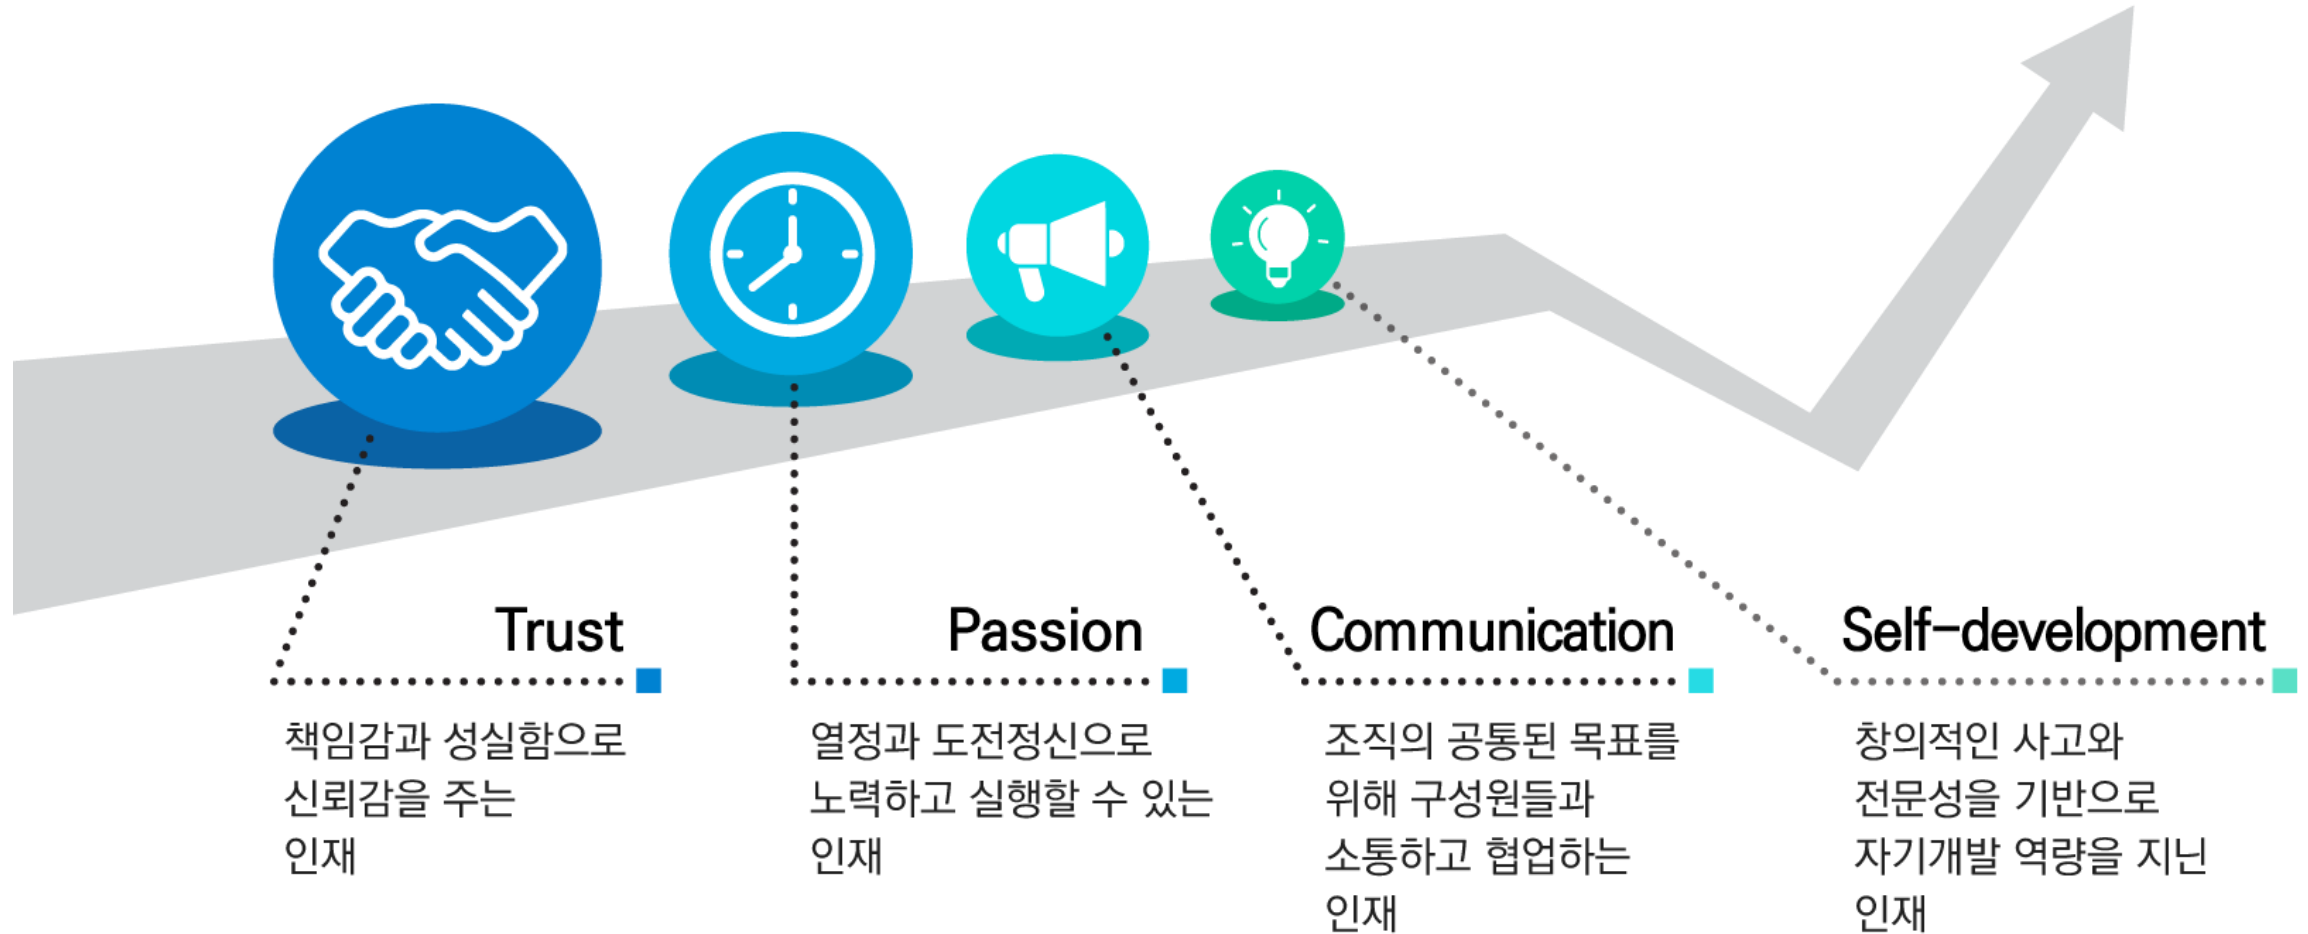 Trust
책임감과 성실함으로
신뢰감을 주는
인재
Passion
열정과 도전정신으로
노력하고 실행할 수 있는
인재
Communication
조직의 공통된 목표를
위해 구성원들과
소통하고 협업하는
인재
Self-development
창의적인 사고와
전문성을 기반으로
자기개발 역량을 지닌
인재